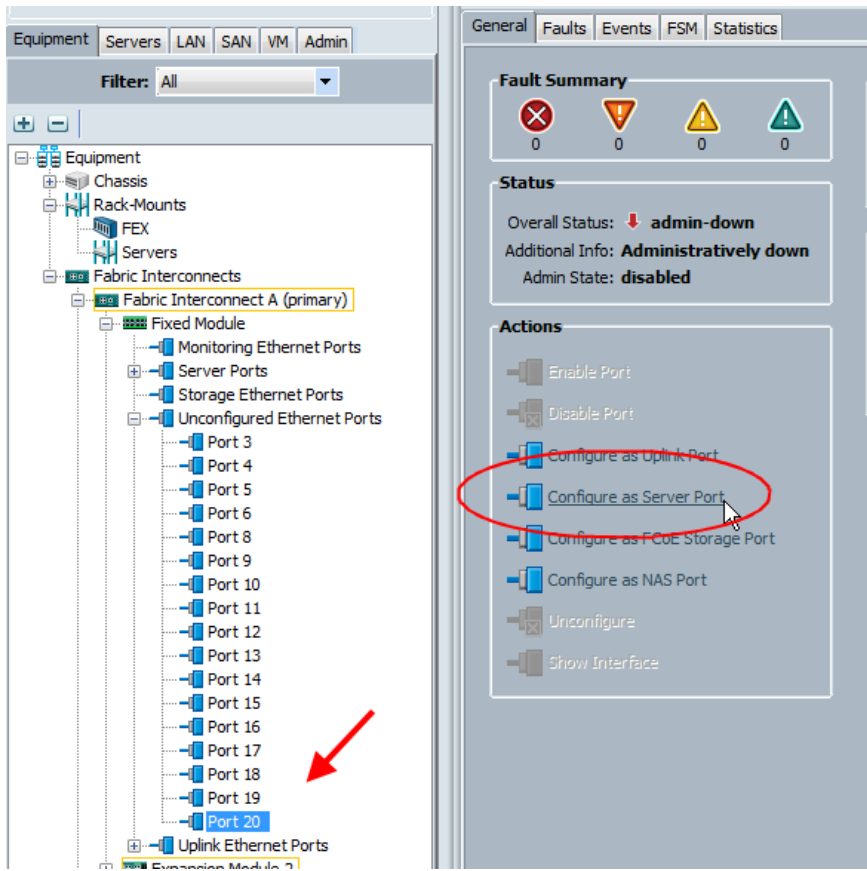 Equipment Servers LAN SAN VM Admin
Filter: All
Equipment
Chassis
Rack-Mounts
FEX
Servers
Fabric Interconnects
Fabric Interconnect A (primary)
Fixed Module
Monitoring Ethernet Ports
Server Ports
Storage Ethernet Ports
Unconfigured Ethernet Ports
Port 3
Port 4
Port 5
Port 6
Port 8
Port 9
Port 10
Port 11
Port 12
Port 13
Port 14
Port 15
Port 16
Port 17
Port 18
Port 19
Port 20
Uplink Ethernet Ports
Expansion Module 2
General Faults Events FSM Statistics
Fault Summary
0 0 0 0
Status
Overall Status: admin-down
Additional Info: Administratively down
Admin State: disabled
Actions
Enable Port
Disable Port
Configure as Uplink Port
Configure as Server Port
Configure as FCoE Storage Port
Configure as NAS Port
Unconfigure
Show Interface